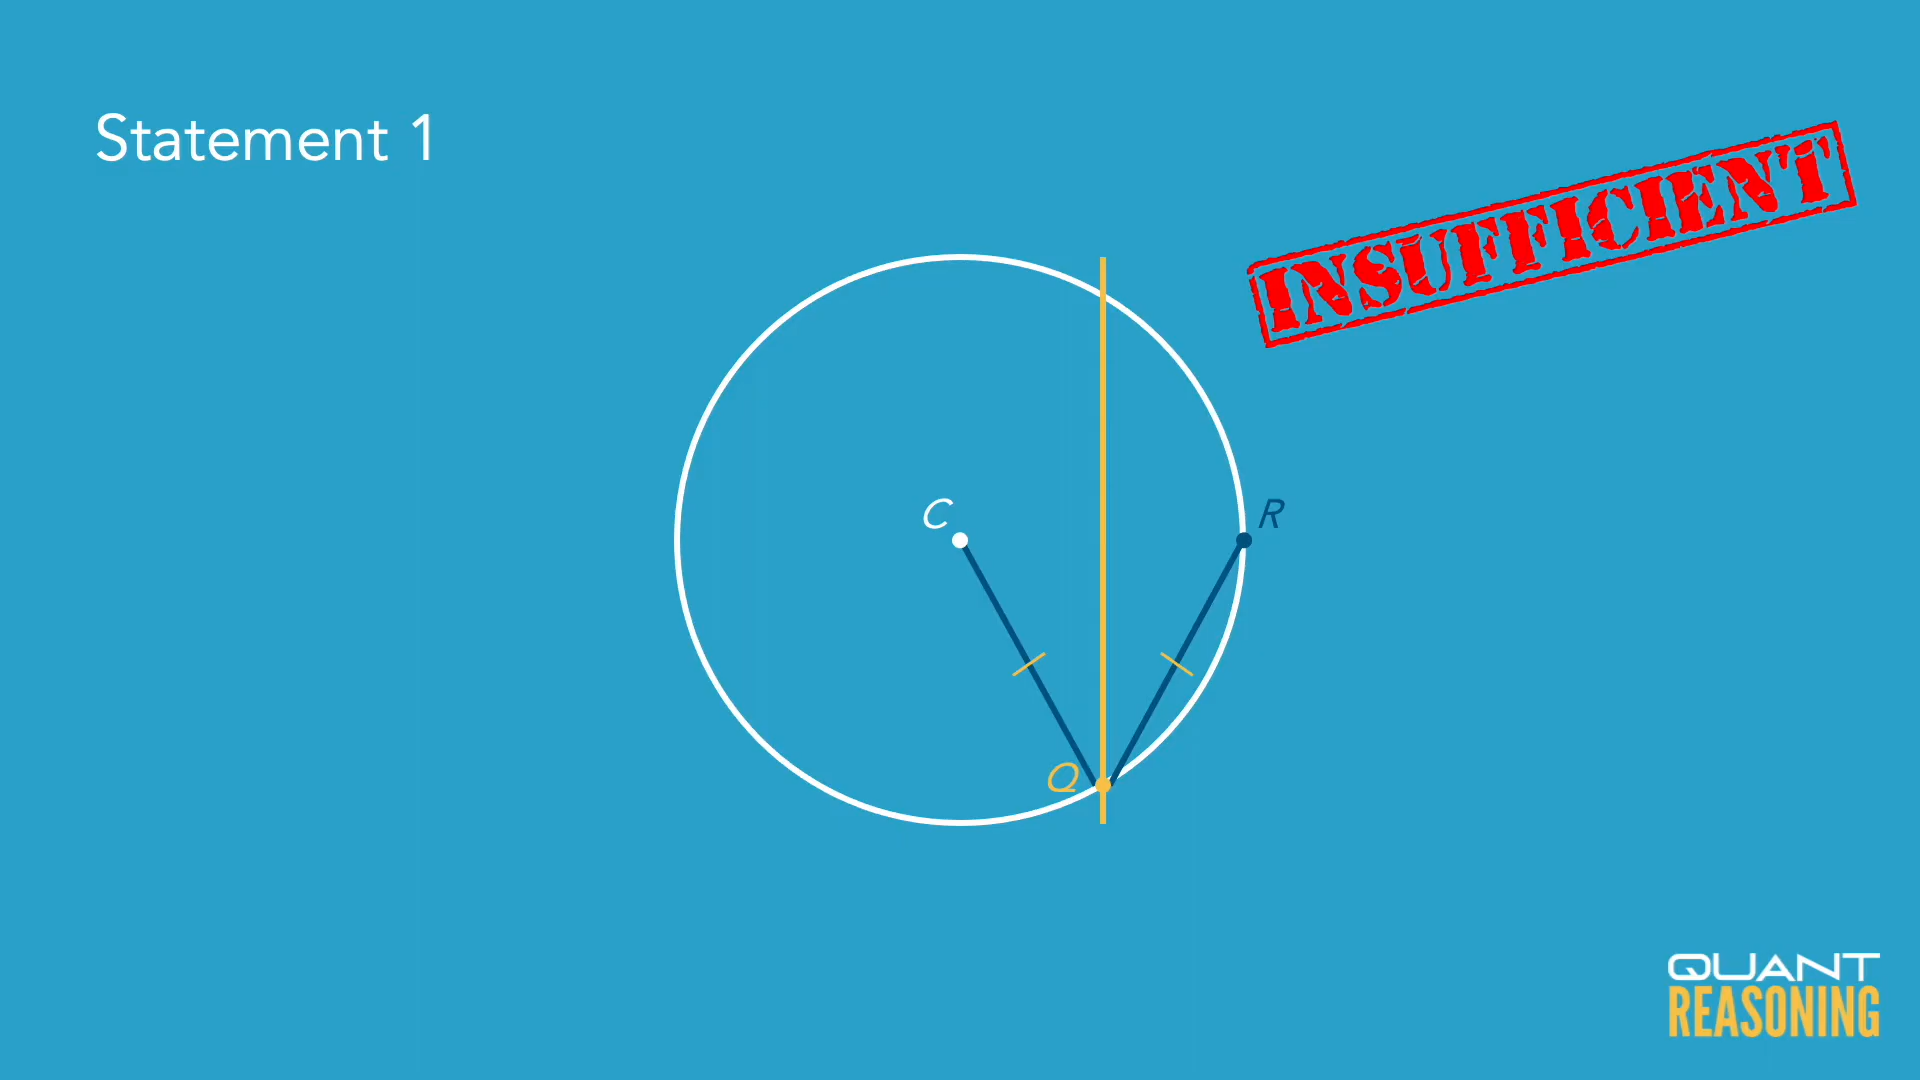 Statement 1
INSUFFICIENT
C
R
Q
QUANT
REASONING